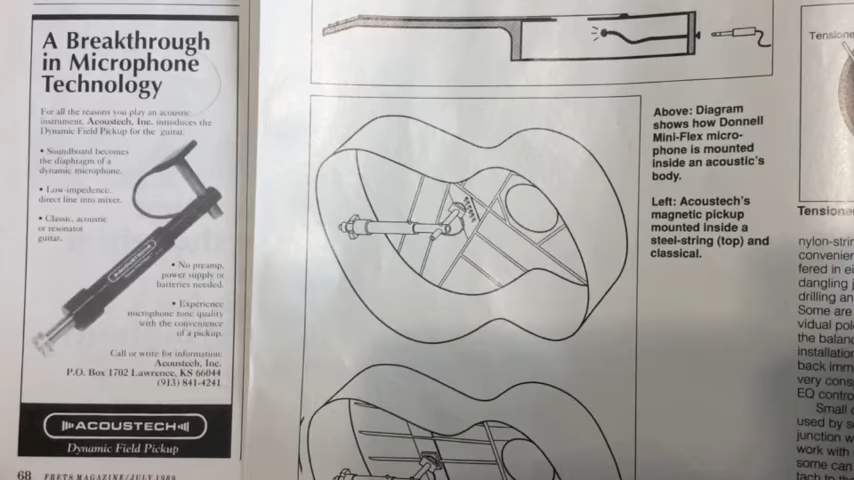 A Breakthrough
in Microphone
Technology
For all the reasons you play an acoustic
instrument, Acoustech, Inc. introduces the
Dynamic Field Pickup for the guitar.
• Soundboard becomes
the diaphragm of a
dynamic microphone.
• Low-impedence,
direct line into mixer.
• Classic, acoustic
or resonator
guitar.
ACOUSTECH
• No preamp,
power supply or
batteries needed.
• Experience
microphone tone quality
with the convenience
of a pickup.
Call or write for information:
Acoustech, Inc.
P.O. Box 1702 Lawrence, KS 66044
(913) 841-4241
ACOUSTECH
Dynamic Field Pickup
68 FRETS MAGAZINE/JULY 1989
Above: Diagram
shows how Donnell
Mini-Flex micro-
phone is mounted
inside an acoustic's
body.
Left: Acoustech's
magnetic pickup
mounted inside a
steel-string (top) and
classical.
Tensione
Tensione
nylon-strin
convenien
fered in ei
dangling j
drilling an
Some are
vidual pole
the balanc
installation
back imm
very cons
EQ contro
Small c
used by s
junction w
work with
some can
tach to th